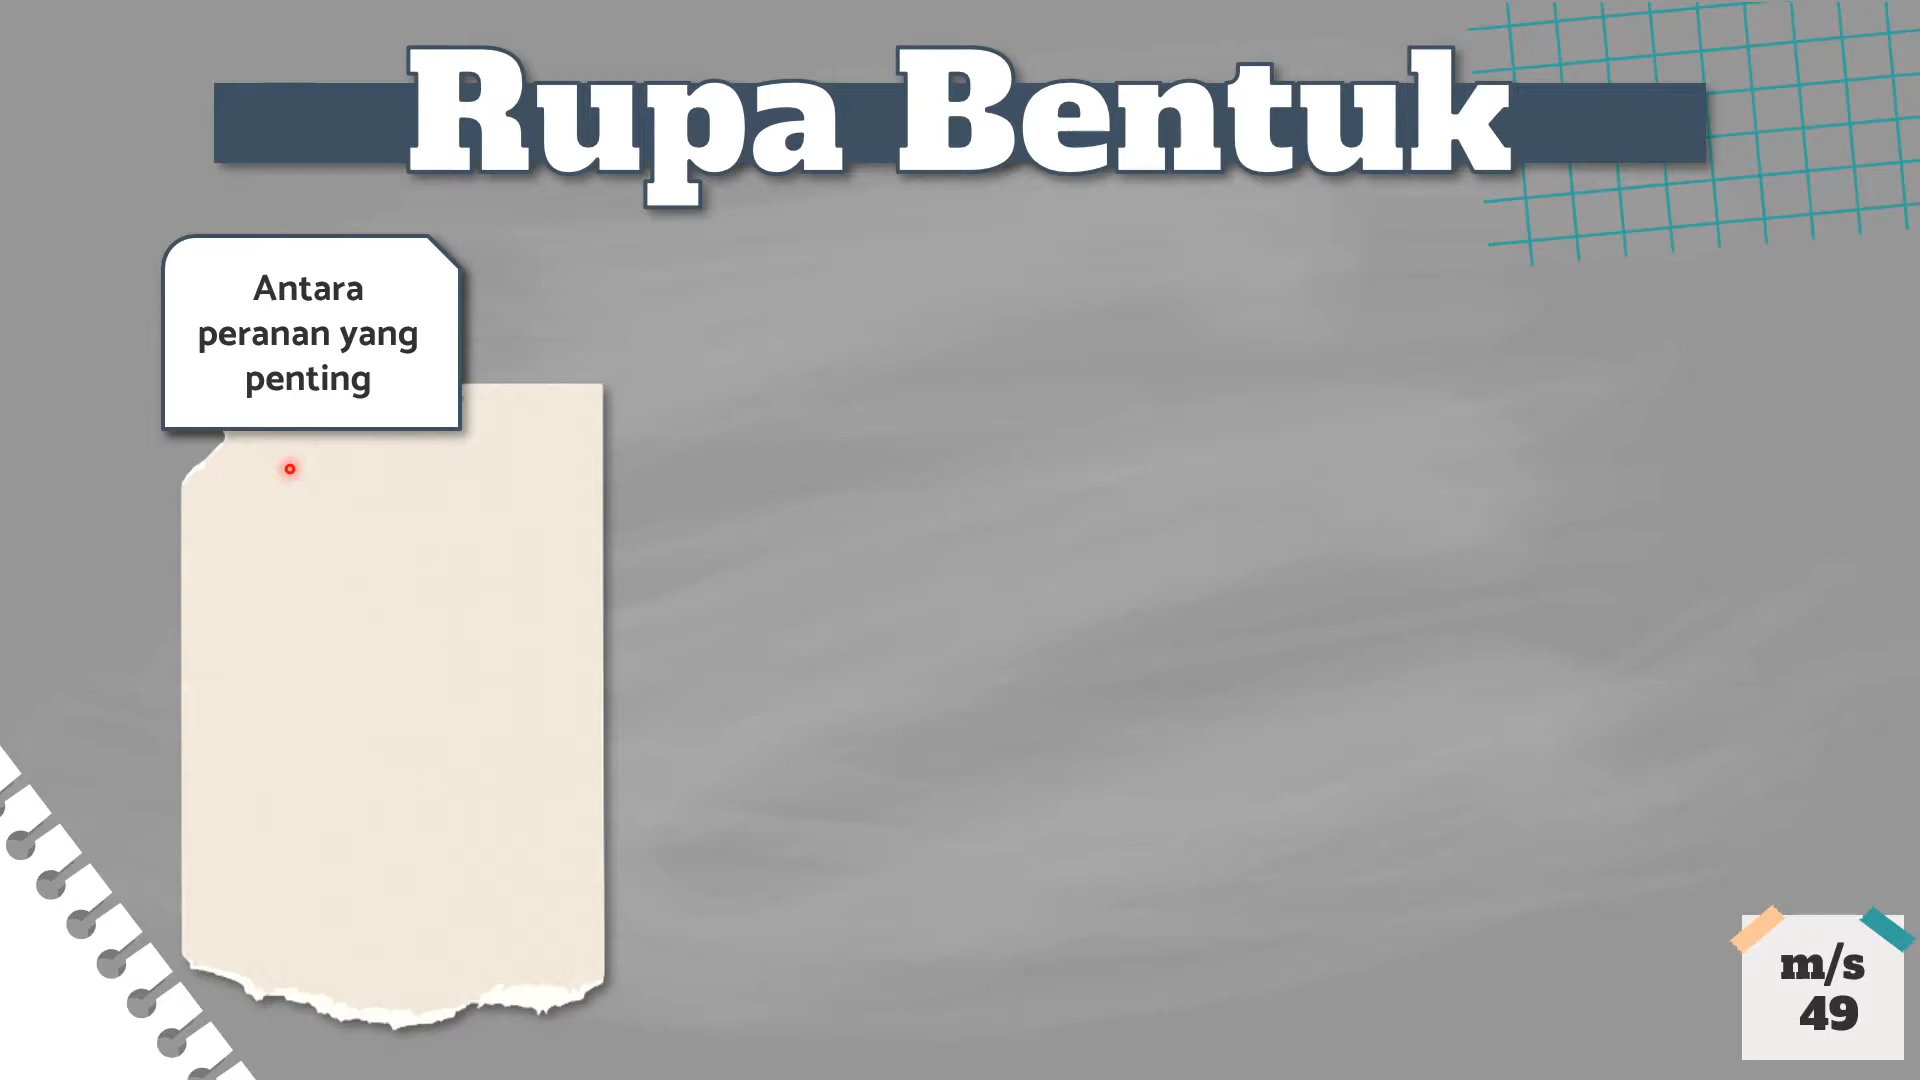 Rupa Bentuk
Antara
peranan yang
penting
m/s
49